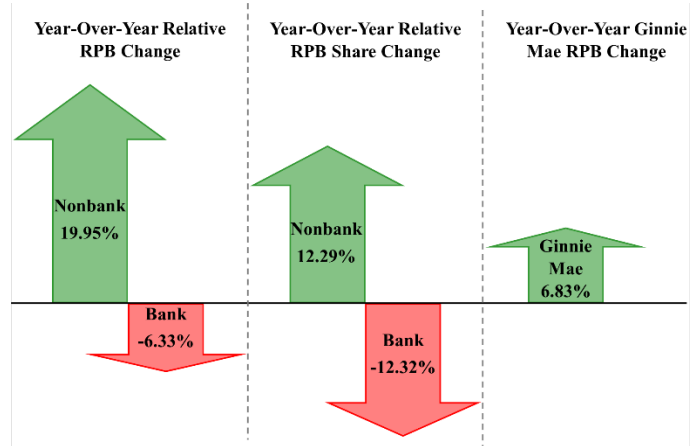 Year-Over-Year Relative
RPB Change
Year-Over-Year Relative
RPB Share Change
Year-Over-Year Ginnie
Mae RPB Change
Nonbank
19.95%
Bank
-6.33%
Nonbank
12.29%
Bank
-12.32%
Ginnie
Mae
6.83%